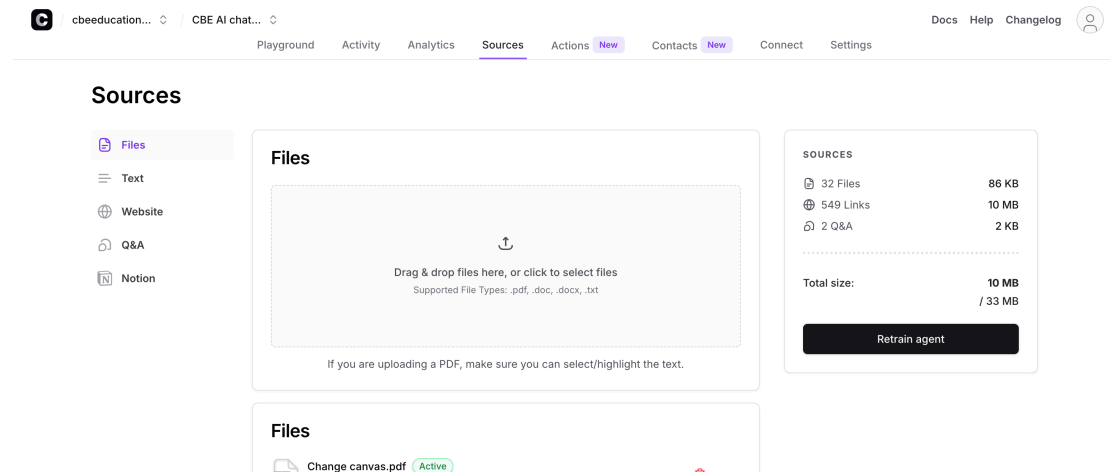 cbeeducation...
CBE AI chat...
Docs Help Changelog
Playground Activity Analytics Sources Actions New Contacts New Connect Settings
Sources
Files
Text
Website
Q&A
Notion
Files
Drag & drop files here, or click to select files
Supported File Types: .pdf, .doc, .docx, .txt
If you are uploading a PDF, make sure you can select/highlight the text.
Files
Change canvas.pdf Active
SOURCES
32 Files 86 KB
549 Links 10 MB
2 Q&A 2 KB
Total size: 10 MB
/ 33 MB
Retrain agent